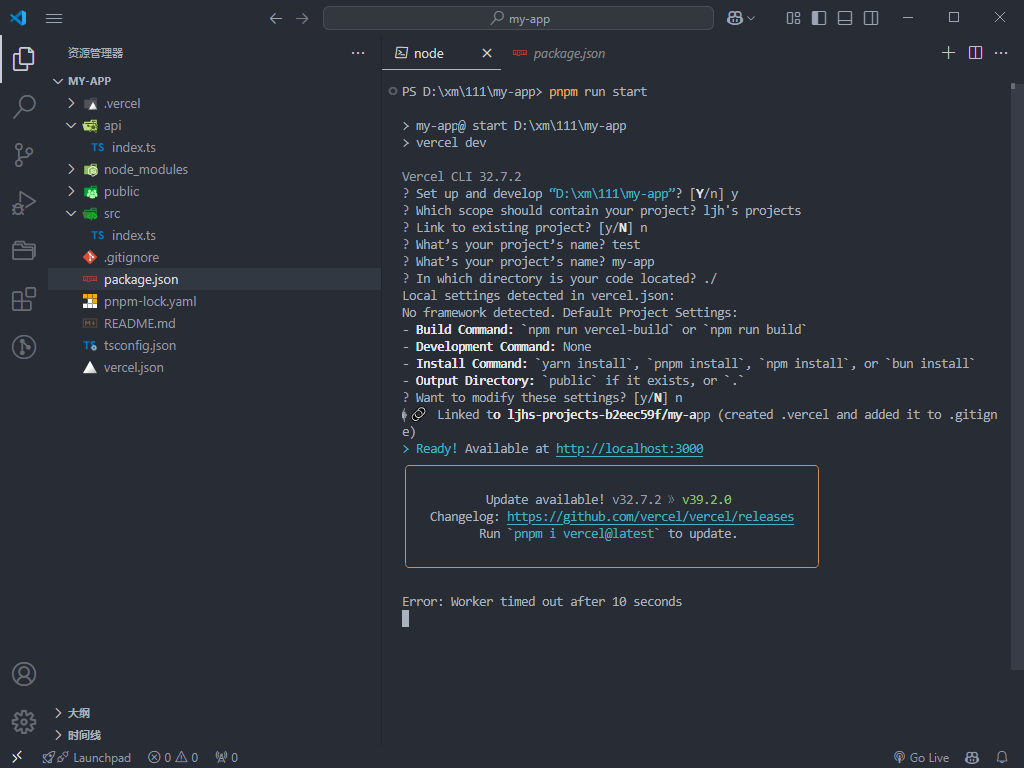 my-app
资源管理器
MY-APP
.vercel
api
TS index.ts
node_modules
public
src
TS index.ts
.gitignore
package.json
pnpm-lock.yaml
README.md
TS tsconfig.json
vercel.json
大纲
时间线
node
package.json
PS D:\xm\111\my-app> pnpm run start
> my-app@ start D:\xm\111\my-app
> vercel dev
Vercel CLI 32.7.2
? Set up and develop “D:\xm\111\my-app”? [Y/n] y
? Which scope should contain your project? ljh's projects
? Link to existing project? [y/N] n
? What’s your project’s name? test
? What’s your project’s name? my-app
? In which directory is your code located? ./
Local settings detected in vercel.json:
No framework detected. Default Project Settings:
- Build Command: `npm run vercel-build` or `npm run build`
- Development Command: None
- Install Command: `yarn install`, `pnpm install`, `npm install`, or `bun install`
- Output Directory: `public` if it exists, or `.`
? Want to modify these settings? [y/N] n
Linked to ljhs-projects-b2eec59f/my-app (created .vercel and added it to .gitign
e)
> Ready! Available at http://localhost:3000
Update available! v32.7.2 » v39.2.0
Changelog: https://github.com/vercel/vercel/releases
Run `pnpm i vercel@latest` to update.
Error: Worker timed out after 10 seconds
Launchpad 0 0 0 Go Live